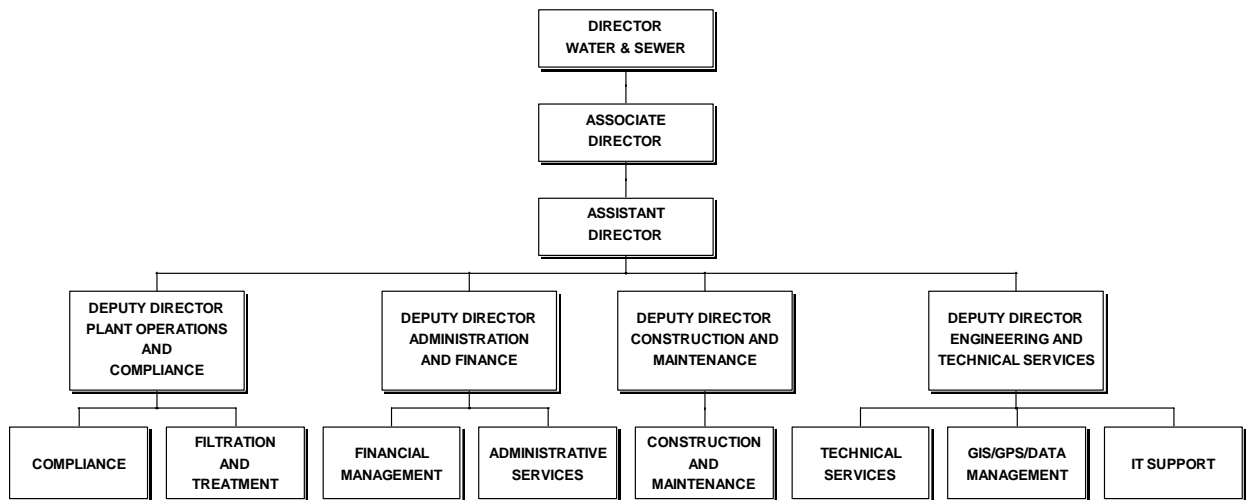 DIRECTOR
WATER & SEWER
ASSOCIATE
DIRECTOR
ASSISTANT
DIRECTOR
DEPUTY DIRECTOR
PLANT OPERATIONS
AND
COMPLIANCE
DEPUTY DIRECTOR
ADMINISTRATION
AND FINANCE
DEPUTY DIRECTOR
CONSTRUCTION AND
MAINTENANCE
DEPUTY DIRECTOR
ENGINEERING AND
TECHNICAL SERVICES
COMPLIANCE
FILTRATION
AND
TREATMENT
FINANCIAL
MANAGEMENT
ADMINISTRATIVE
SERVICES
CONSTRUCTION
AND
MAINTENANCE
TECHNICAL
SERVICES
GIS/GPS/DATA
MANAGEMENT
IT SUPPORT